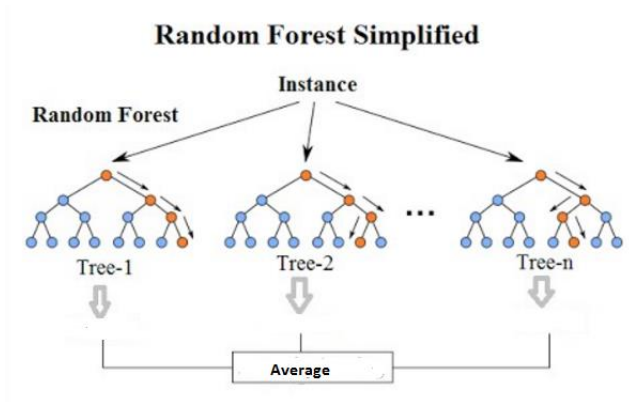 Random Forest Simplified
Instance
Random Forest
...
Tree-1
Tree-2
Tree-n
Average